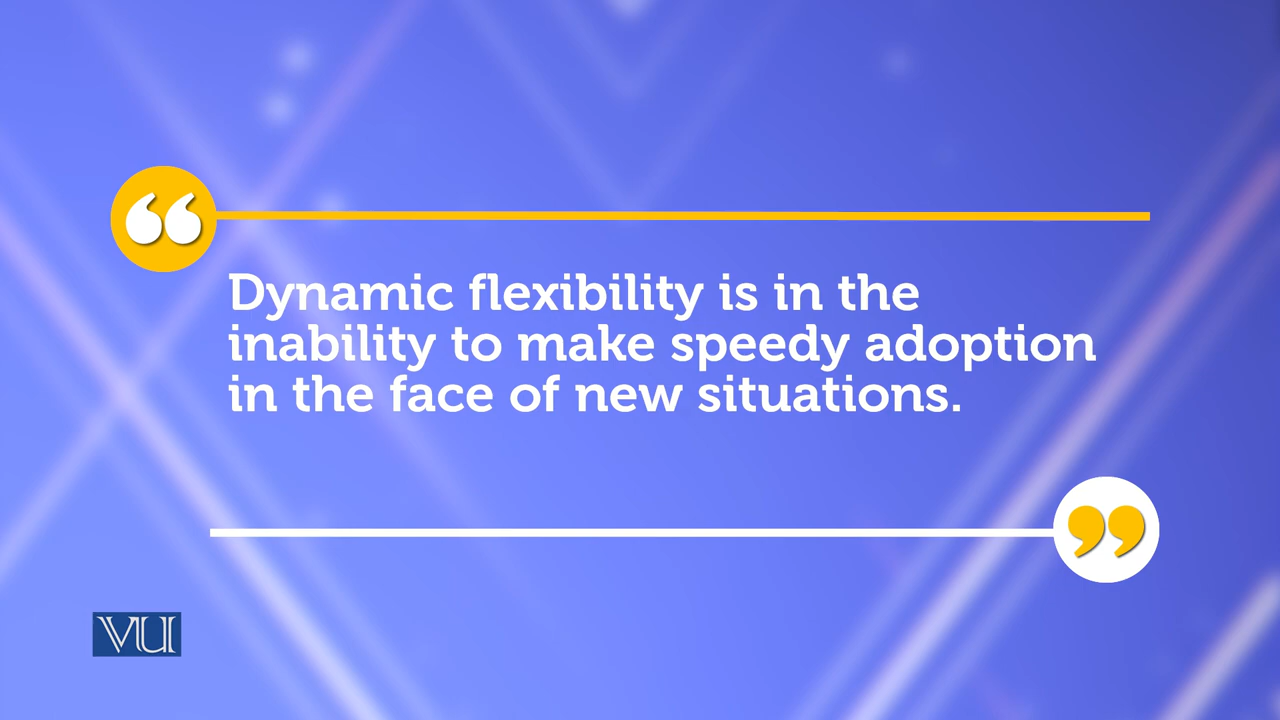 Dynamic flexibility is in the
inability to make speedy adoption
in the face of new situations.
VU